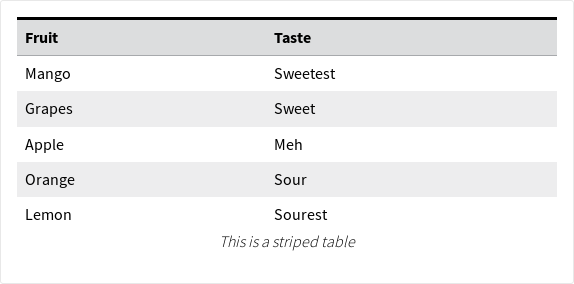 Fruit Taste
Mango Sweetest
Grapes Sweet
Apple Meh
Orange Sour
Lemon Sourest
This is a striped table